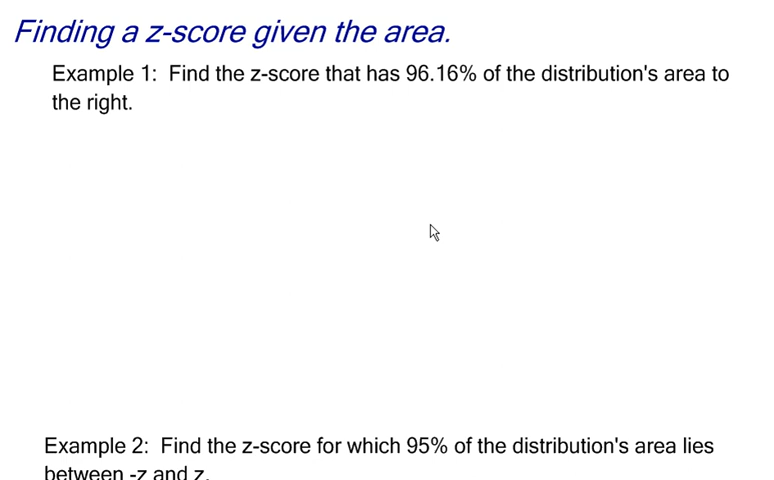 Finding a z-score given the area.
Example 1:  Find the z-score that has 96.16% of the distribution's area to
the right.
Example 2:  Find the z-score for which 95% of the distribution's area lies
between -z and z.